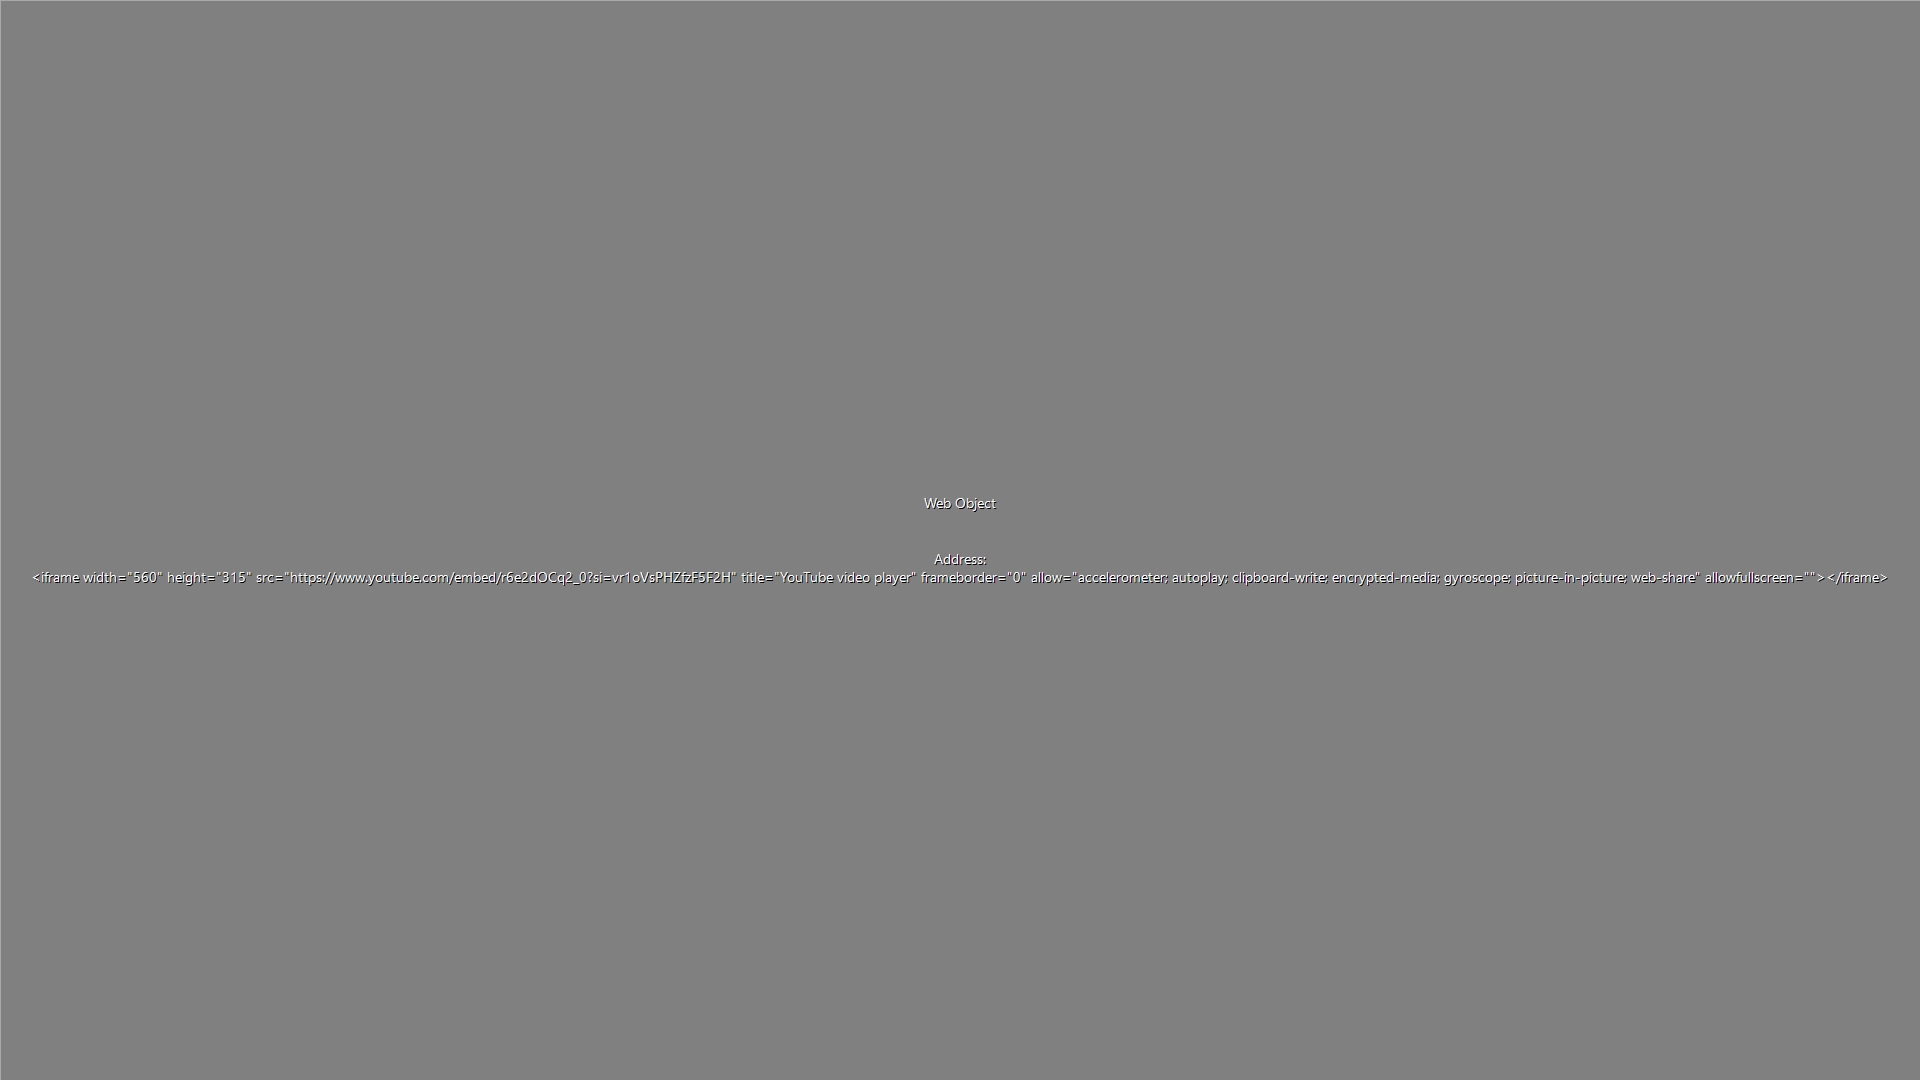 Web Object
Address:
<iframe width="560" height="315" src="https://www.youtube.com/embed/r6e2dOCq2_0?si=vr1oVsPHZfzF5F2H" title="YouTube video player" frameborder="0" allow="accelerometer; autoplay; clipboard-write; encrypted-media; gyroscope; picture-in-picture; web-share" allowfullscreen=""></iframe>